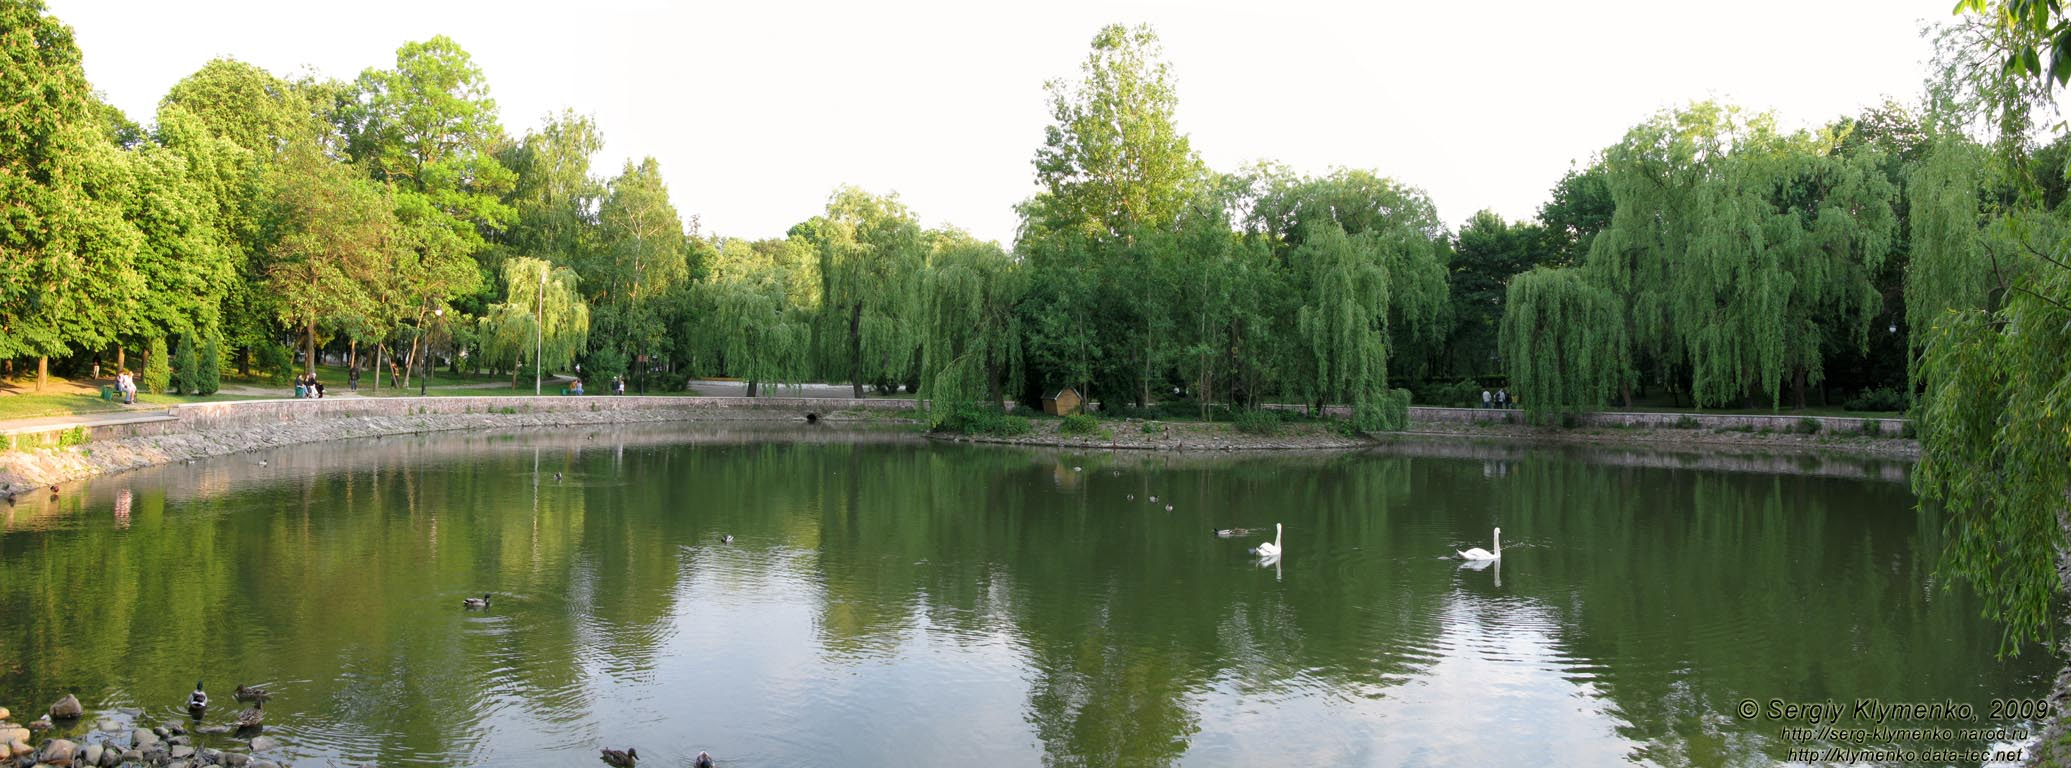 © Sergiy Klymenko, 2009
http://serg-klymenko.narod.ru
http://klymenko.data-tec.net